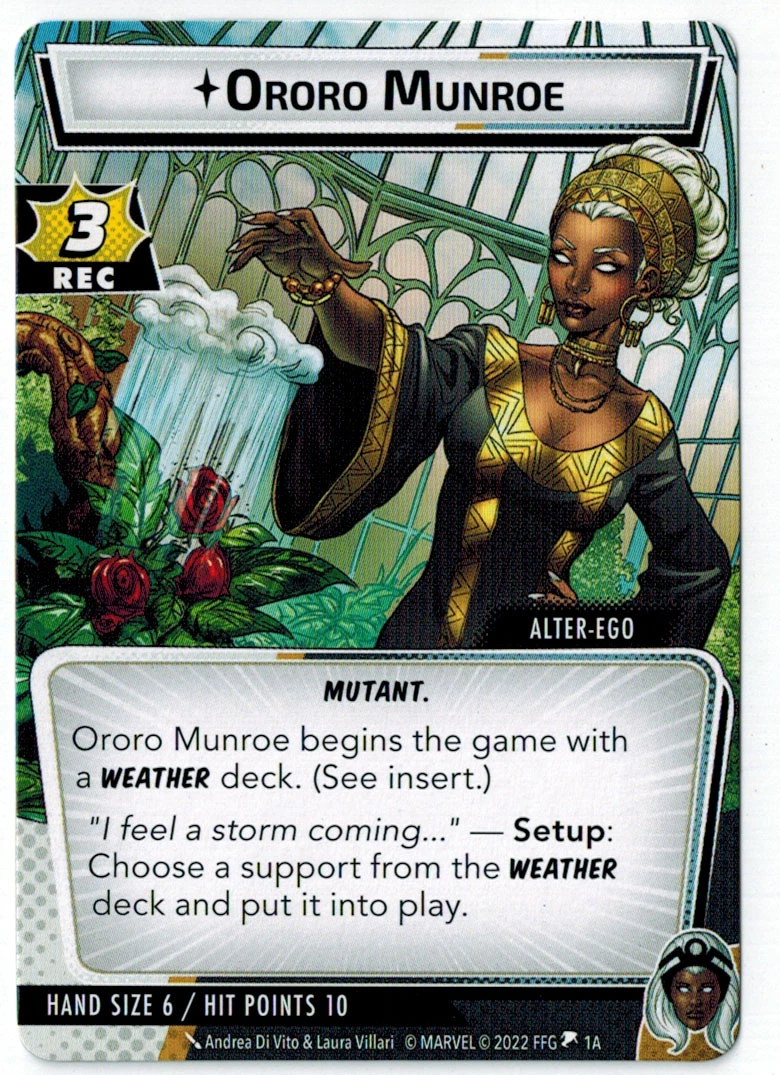 ORORO MUNROE
3
REC
ALTER-EGO
MUTANT.
Ororo Munroe begins the game with
a WEATHER deck. (See insert.)
"I feel a storm coming..." — Setup:
Choose a support from the WEATHER
deck and put it into play.
HAND SIZE 6 / HIT POINTS 10
Andrea Di Vito & Laura Villari © MARVEL © 2022 FFG 1A